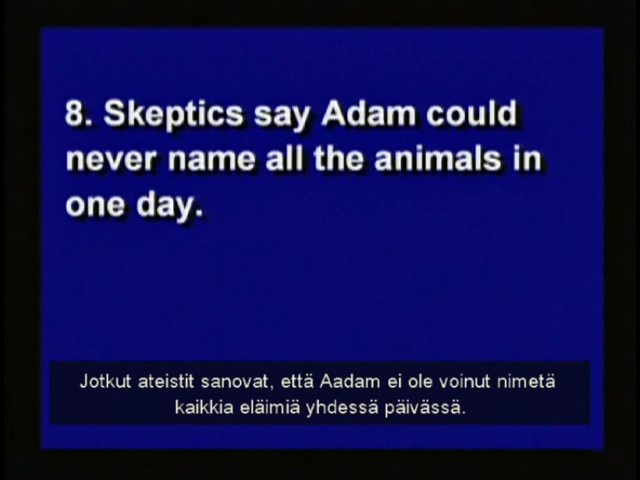 8. Skeptics say Adam could
never name all the animals in
one day.
Jotkut ateistit sanovat, että Aadam ei ole voinut nimetä
kaikkia eläimiä yhdessä päivässä.